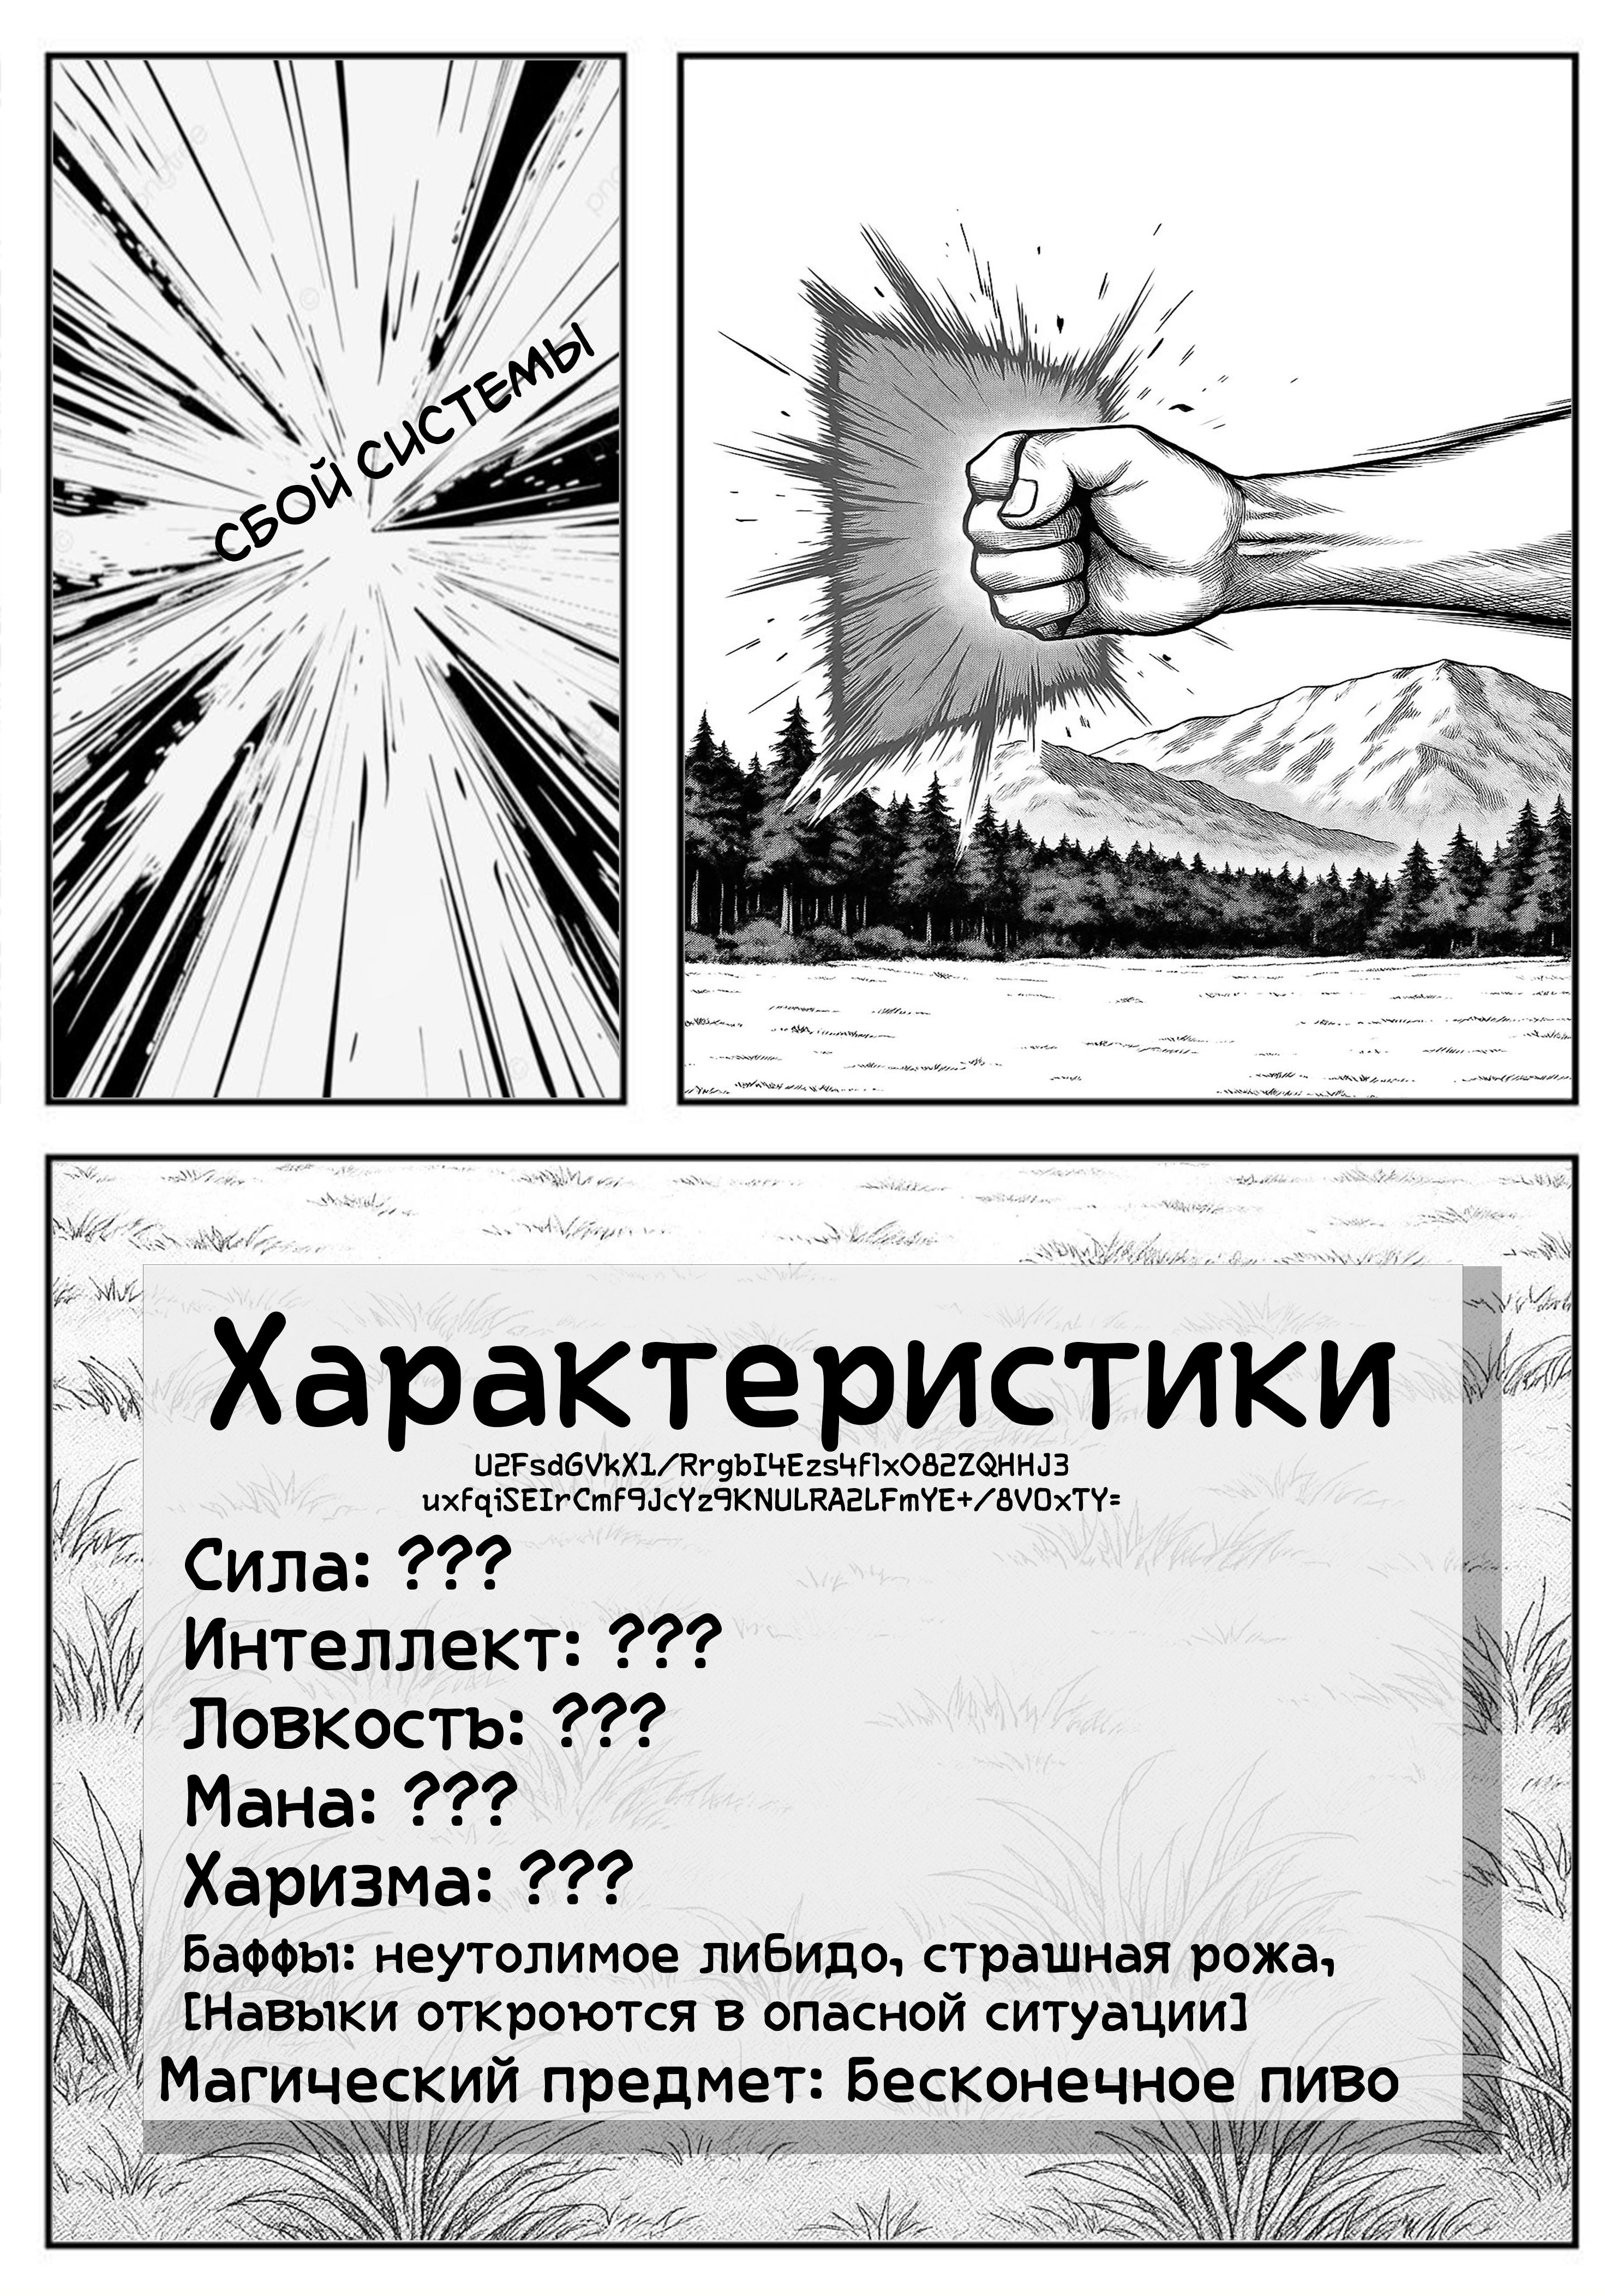 СБОЙ СИСТЕМЫ
Характеристики
U2FsdGVkX1/RrgbI4Ezs4flxO82ZQHHJ3
uxfqiSEIrCmf9JcYz9KNULRA2LFmYE+/8VOxTY=
Сила: ???
Интеллект: ???
Ловкость: ???
Мана: ???
Харизма: ???
Баффы: неутолимое либидо, страшная рожа,
[Навыки откроются в опасной ситуации]
Магический предмет: Бесконечное пиво